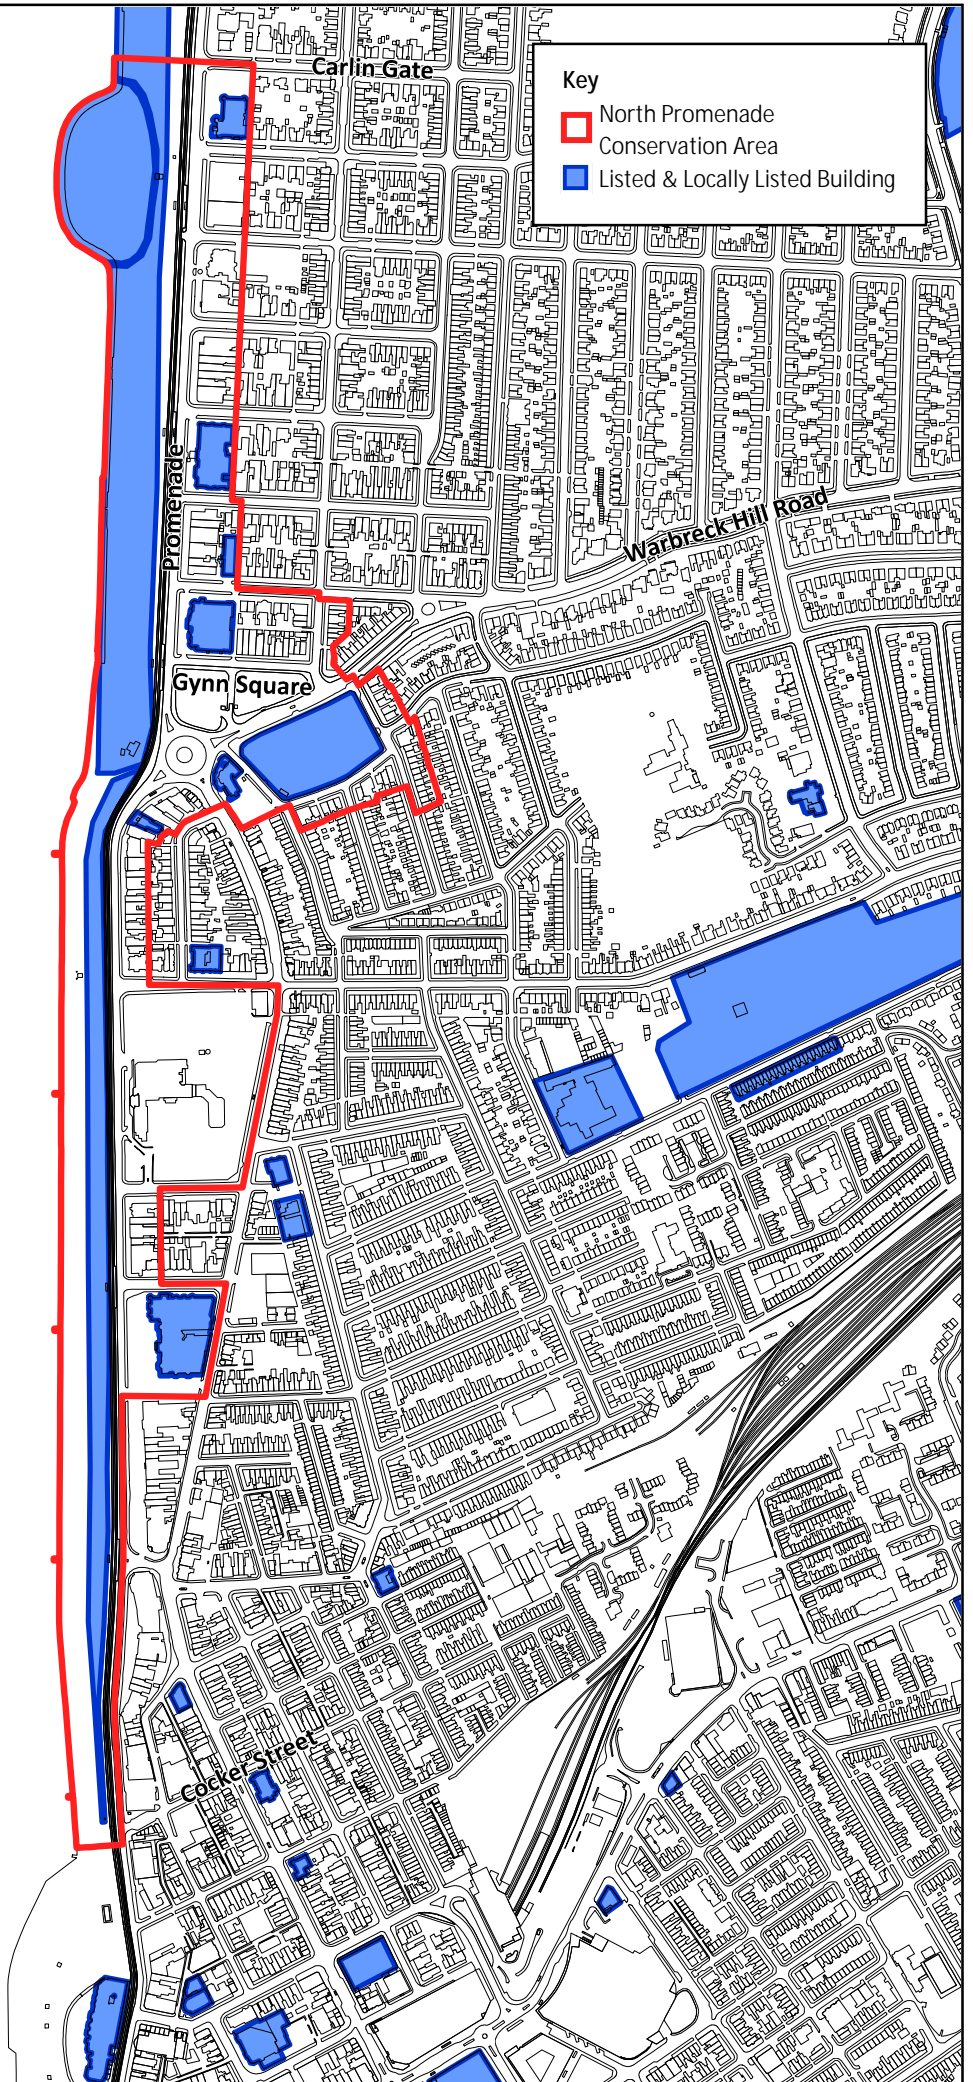 Carlin Gate
Key
North Promenade
Conservation Area
Listed & Locally Listed Building
Promenade
Warbreck Hill Road
Gynn Square
Cocker Street